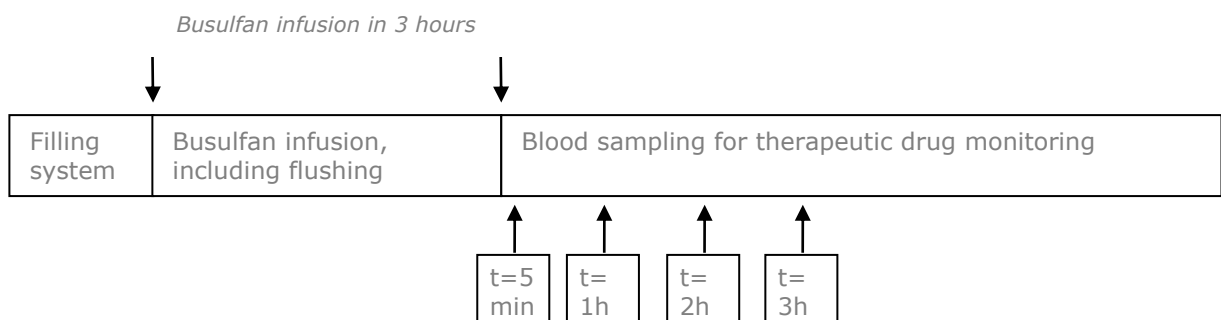 Busulfan infusion in 3 hours
Filling
system
Busulfan infusion,
including flushing
Blood sampling for therapeutic drug monitoring
t=5
min
t=
1h
t=
2h
t=
3h